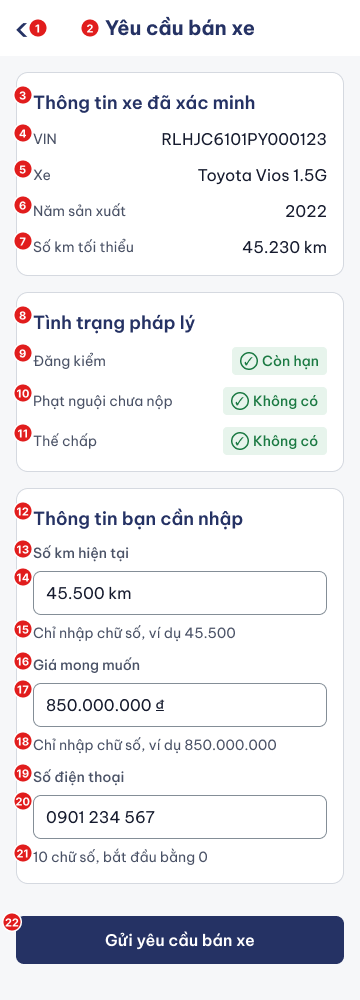 1
2 Yêu cầu bán xe
3 Thông tin xe đã xác minh
4 VIN RLHJC6101PY000123
5 Xe Toyota Vios 1.5G
6 Năm sản xuất 2022
7 Số km tối thiểu 45.230 km
8 Tình trạng pháp lý
9 Đăng kiểm Còn hạn
10 Phạt nguội chưa nộp Không có
11 Thế chấp Không có
12 Thông tin bạn cần nhập
13 Số km hiện tại
14 45.500 km
15 Chỉ nhập chữ số, ví dụ 45.500
16 Giá mong muốn
17 850.000.000 ₫
18 Chỉ nhập chữ số, ví dụ 850.000.000
19 Số điện thoại
20 0901 234 567
21 10 chữ số, bắt đầu bằng 0
22 Gửi yêu cầu bán xe